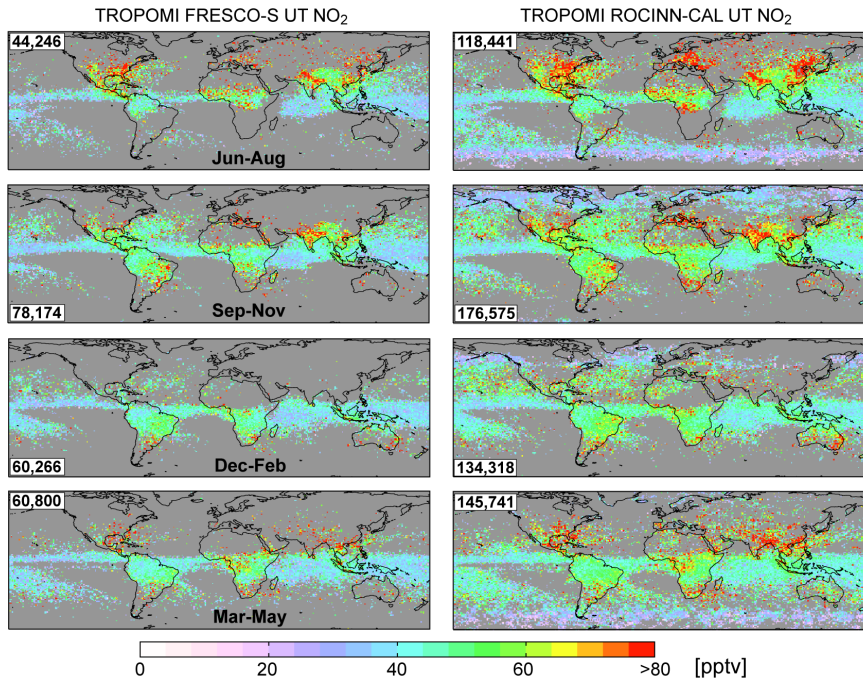 TROPOMI FRESCO-S UT NO₂
TROPOMI ROCINN-CAL UT NO₂
44,246
Jun-Aug
118,441
78,174
Sep-Nov
176,575
60,266
Dec-Feb
134,318
60,800
Mar-May
145,741
0 20 40 60 >80 [pptv]